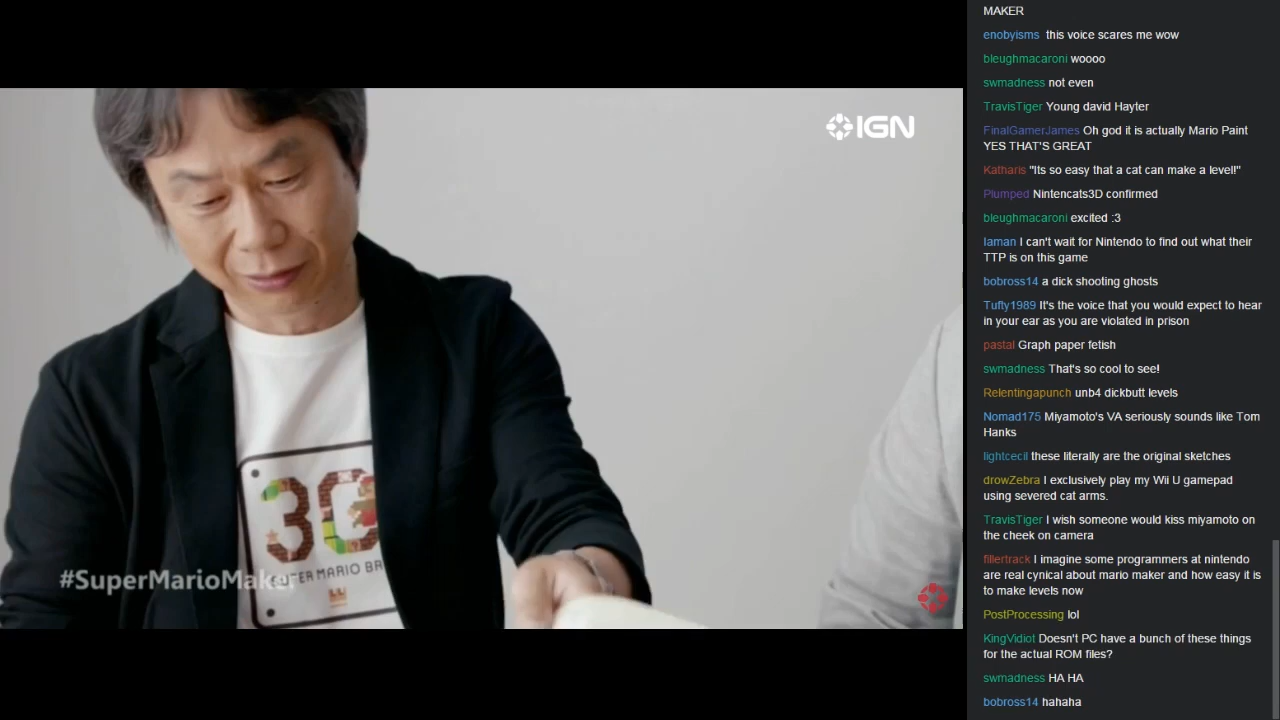 IGN
30
SUPER MARIO BR
#SuperMarioMaker
MAKER
enobyisms this voice scares me wow
bleughmacaroni woooo
swmadness not even
TravisTiger Young david Hayter
FinalGamerJames Oh god it is actually Mario Paint
YES THAT'S GREAT
Katharis "Its so easy that a cat can make a level!"
Plumped Nintencats3D confirmed
bleughmacaroni excited :3
Iaman I can't wait for Nintendo to find out what their
TTP is on this game
bobross14 a dick shooting ghosts
Tufty1989 It's the voice that you would expect to hear
in your ear as you are violated in prison
pastal Graph paper fetish
swmadness That's so cool to see!
Relentingapunch unb4 dickbutt levels
Nomad175 Miyamoto's VA seriously sounds like Tom
Hanks
lightcecil these literally are the original sketches
drowZebra I exclusively play my Wii U gamepad
using severed cat arms.
TravisTiger I wish someone would kiss miyamoto on
the cheek on camera
fillertrack I imagine some programmers at nintendo
are real cynical about mario maker and how easy it is
to make levels now
PostProcessing lol
KingVidiot Doesn't PC have a bunch of these things
for the actual ROM files?
swmadness HA HA
bobross14 hahaha